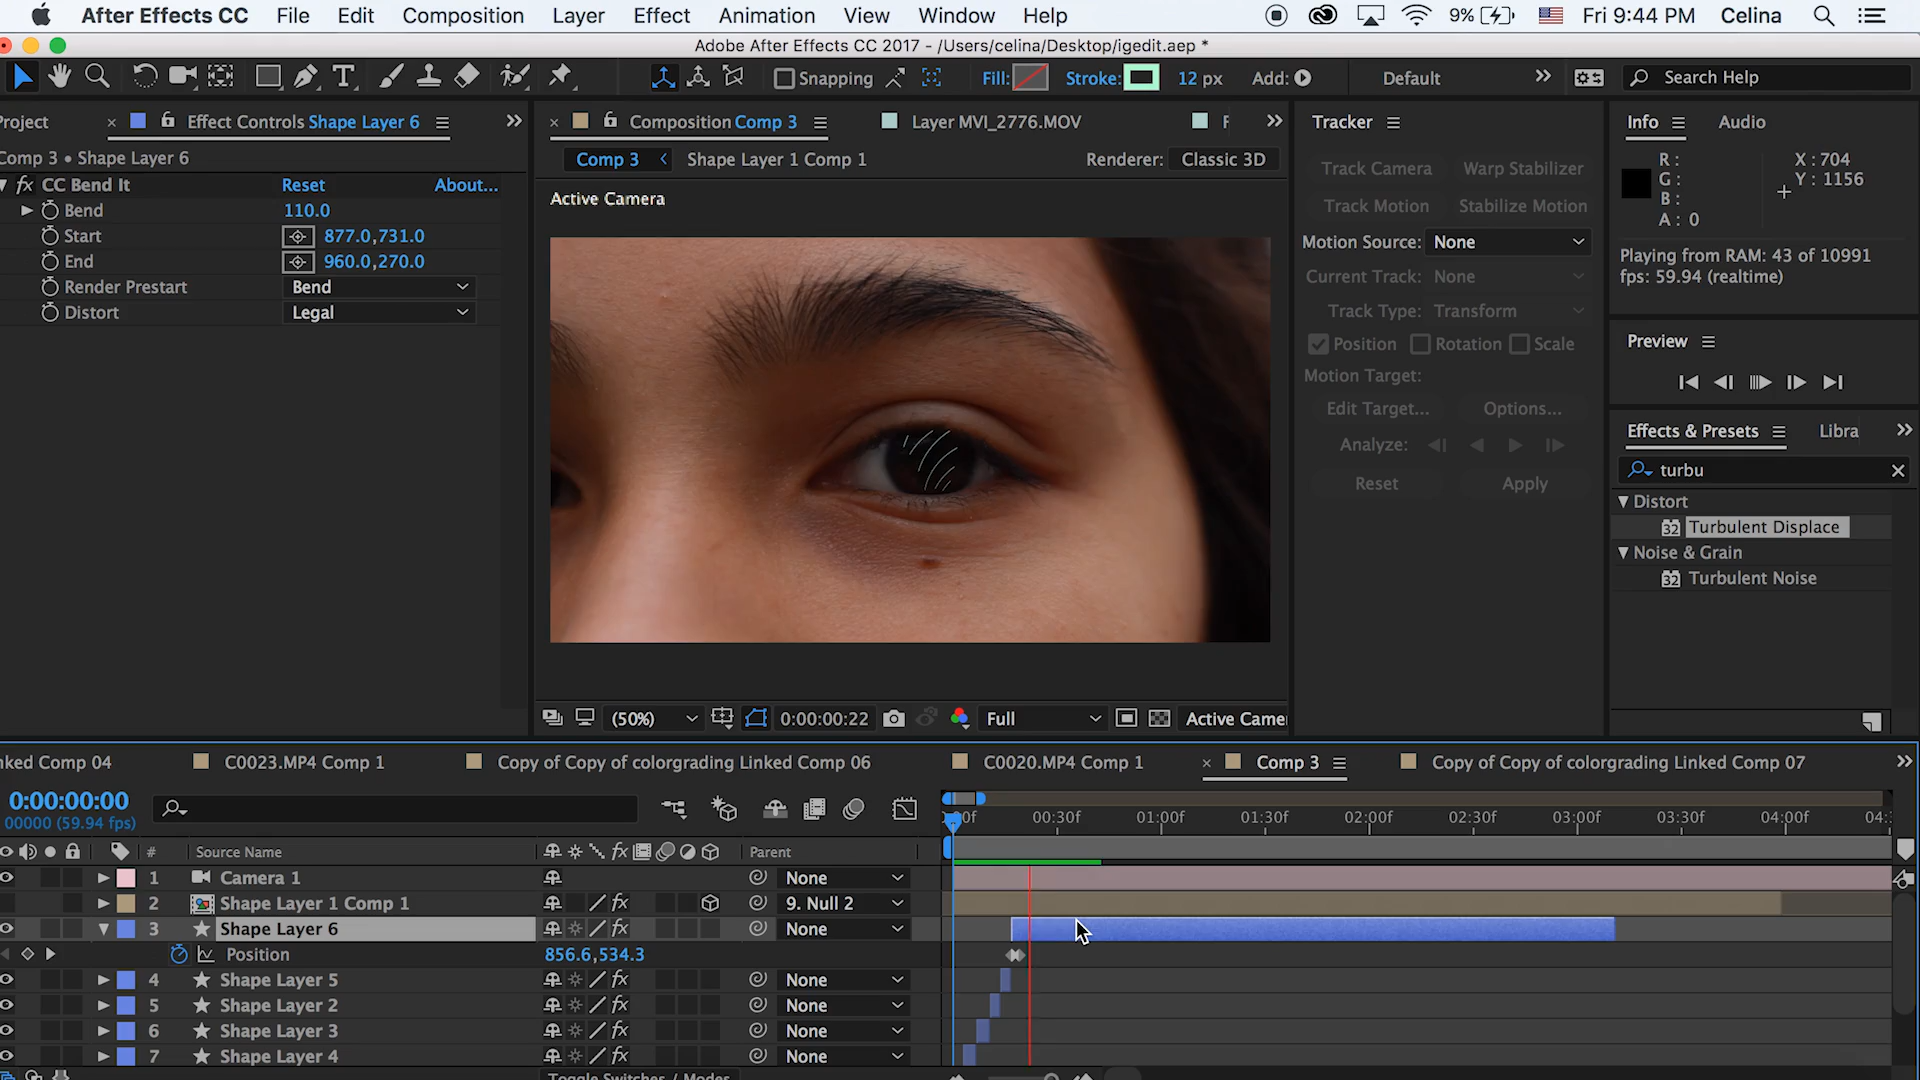 After Effects CC File Edit Composition Layer Effect Animation View Window Help 9% Fri 9:44 PM Celina
Adobe After Effects CC 2017 - /Users/celina/Desktop/igedit.aep *
Snapping Fill: Stroke: 12 px Add: Default Search Help
Project Effect Controls Shape Layer 6
Comp 3 • Shape Layer 6
fx CC Bend It Reset About...
Bend 110.0
Start 877.0,731.0
End 960.0,270.0
Render Prestart Bend
Distort Legal
Composition Comp 3 Layer MVI_2776.MOV F
Comp 3 Shape Layer 1 Comp 1 Renderer: Classic 3D
Active Camera
(50%) 0:00:00:22 Full Active Came
Tracker
Track Camera Warp Stabilizer
Track Motion Stabilize Motion
Motion Source: None
Current Track: None
Track Type: Transform
Position Rotation Scale
Motion Target:
Edit Target... Options...
Analyze:
Reset Apply
Info Audio
R: X: 704
G: Y: 1156
B:
A: 0
Playing from RAM: 43 of 10991
fps: 59.94 (realtime)
Preview
Effects & Presets Libra
turbu
Distort
32 Turbulent Displace
Noise & Grain
32 Turbulent Noise
nked Comp 04 C0023.MP4 Comp 1 Copy of Copy of colorgrading Linked Comp 06 C0020.MP4 Comp 1 Comp 3 Copy of Copy of colorgrading Linked Comp 07
0:00:00:00
00000 (59.94 fps)
00f 00:30f 01:00f 01:30f 02:00f 02:30f 03:00f 03:30f 04:00f 04:
# Source Name fx Parent
1 Camera 1 None
2 Shape Layer 1 Comp 1 fx 9. Null 2
3 Shape Layer 6 fx None
Position 856.6,534.3
4 Shape Layer 5 fx None
5 Shape Layer 2 fx None
6 Shape Layer 3 fx None
7 Shape Layer 4 fx None
Toggle Switches / Modes